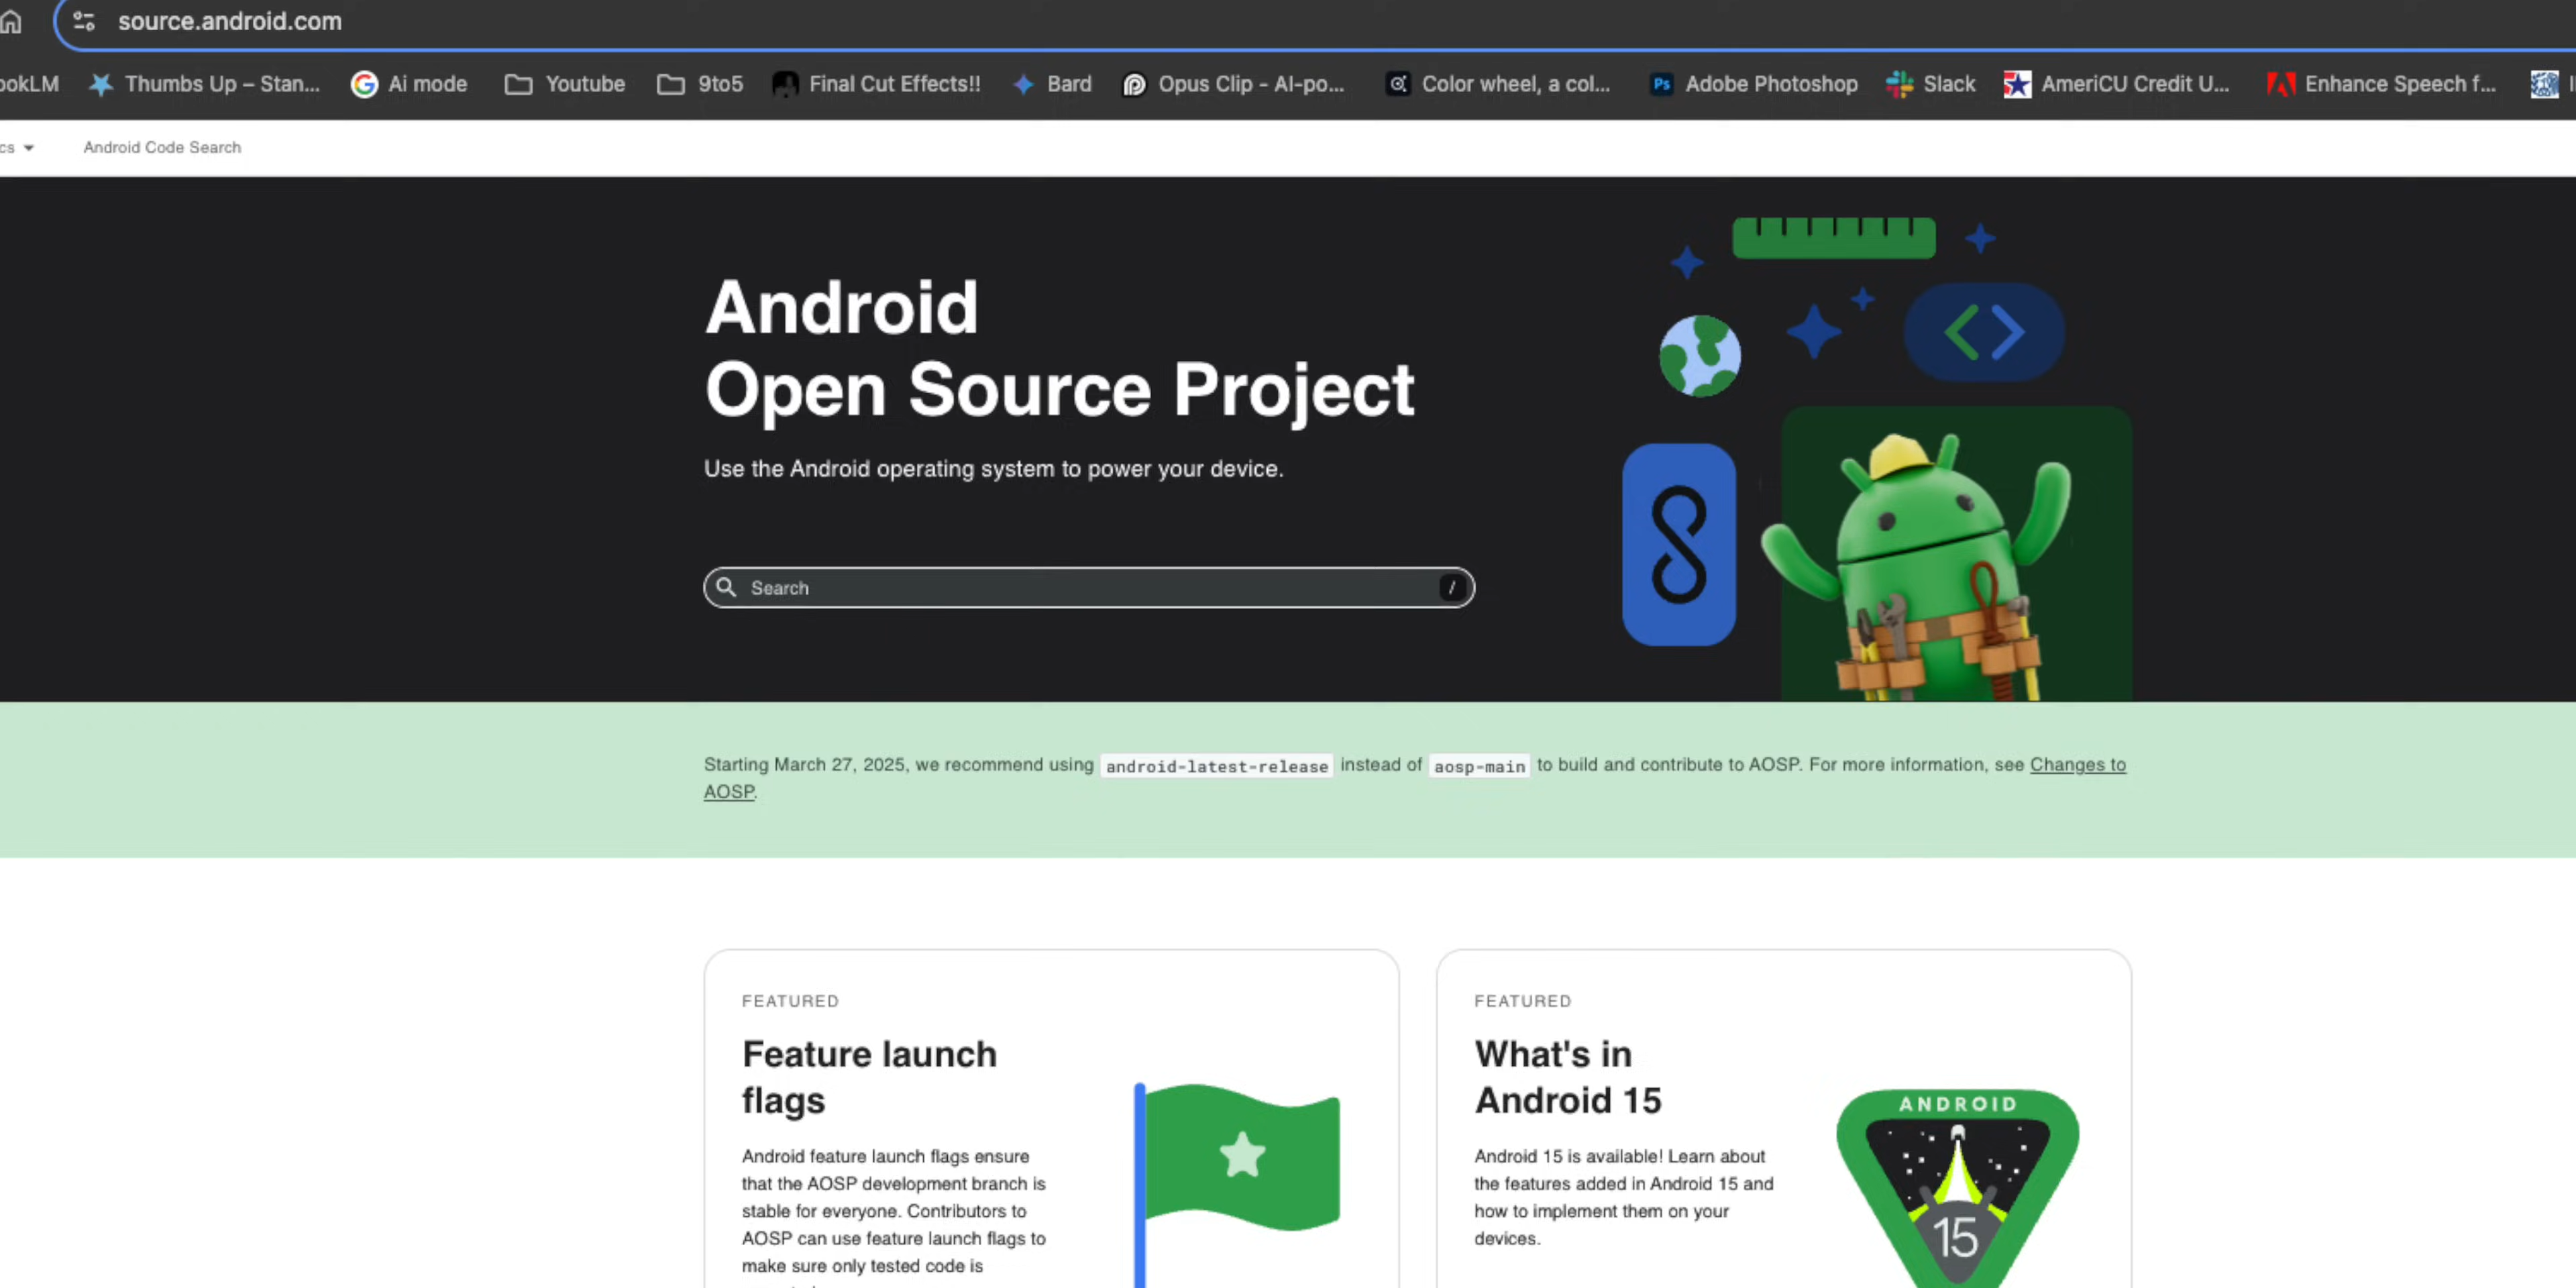 source.android.com
ookLM
Thumbs Up – Stan...
Ai mode
Youtube
9to5
Final Cut Effects!!
Bard
Opus Clip - AI-po...
Color wheel, a col...
Adobe Photoshop
Slack
AmeriCU Credit U...
Enhance Speech f...
cs
Android Code Search
Android
Open Source Project
Use the Android operating system to power your device.
Search /
Starting March 27, 2025, we recommend using android-latest-release instead of aosp-main to build and contribute to AOSP. For more information, see Changes to
AOSP.
FEATURED
Feature launch
flags
Android feature launch flags ensure
that the AOSP development branch is
stable for everyone. Contributors to
AOSP can use feature launch flags to
make sure only tested code is
FEATURED
What's in
Android 15
Android 15 is available! Learn about
the features added in Android 15 and
how to implement them on your
devices.
ANDROID
15